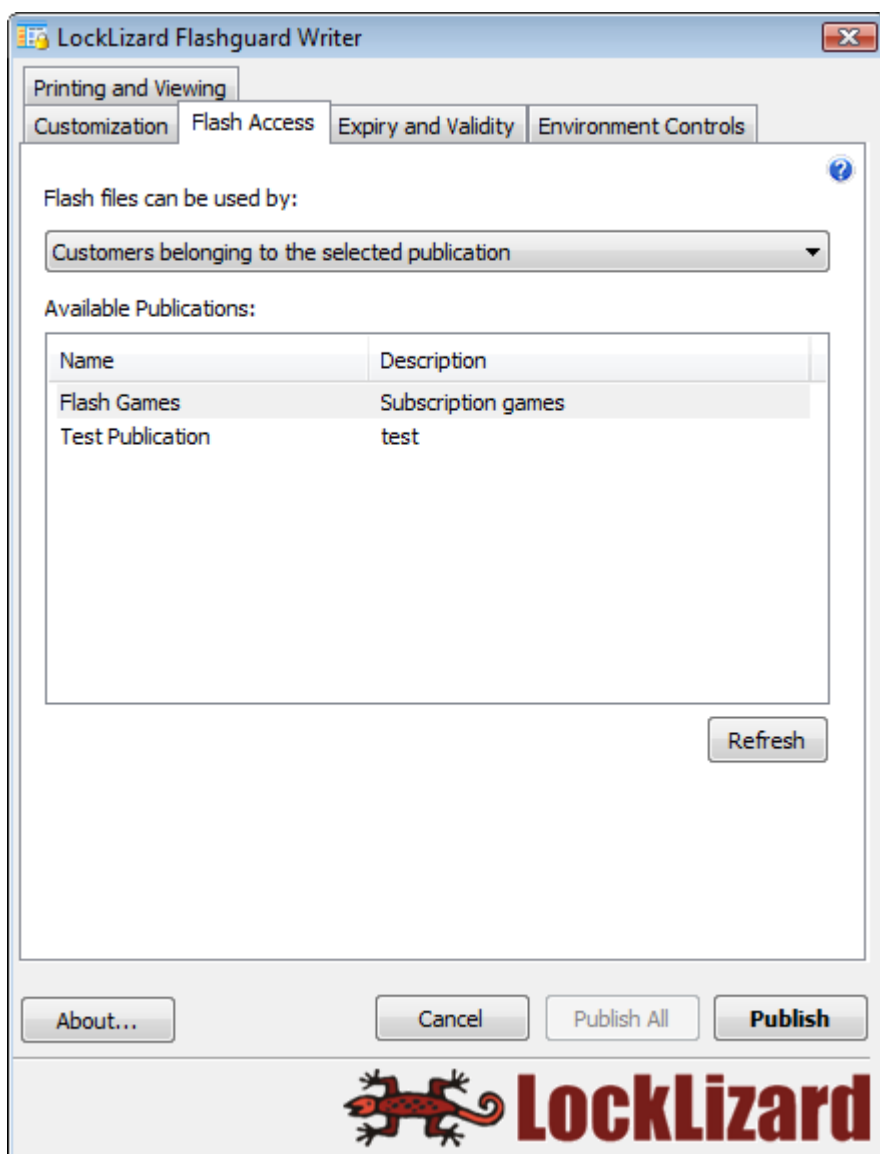 LockLizard Flashguard Writer
Printing and Viewing
Customization Flash Access Expiry and Validity Environment Controls
?
Flash files can be used by:
Customers belonging to the selected publication
Available Publications:
Name Description
Flash Games Subscription games
Test Publication test
Refresh
About... Cancel Publish All Publish
LockLizard